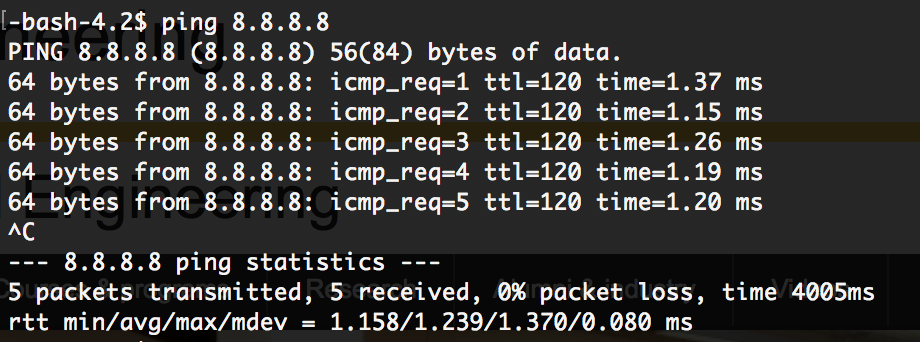 -bash-4.2$ ping 8.8.8.8
PING 8.8.8.8 (8.8.8.8) 56(84) bytes of data.
64 bytes from 8.8.8.8: icmp_req=1 ttl=120 time=1.37 ms
64 bytes from 8.8.8.8: icmp_req=2 ttl=120 time=1.15 ms
64 bytes from 8.8.8.8: icmp_req=3 ttl=120 time=1.26 ms
64 bytes from 8.8.8.8: icmp_req=4 ttl=120 time=1.19 ms
64 bytes from 8.8.8.8: icmp_req=5 ttl=120 time=1.20 ms
Engineering
^C
--- 8.8.8.8 ping statistics ---
5 packets transmitted, 5 received, 0% packet loss, time 4005ms
Research
rtt min/avg/max/mdev = 1.158/1.239/1.370/0.080 ms